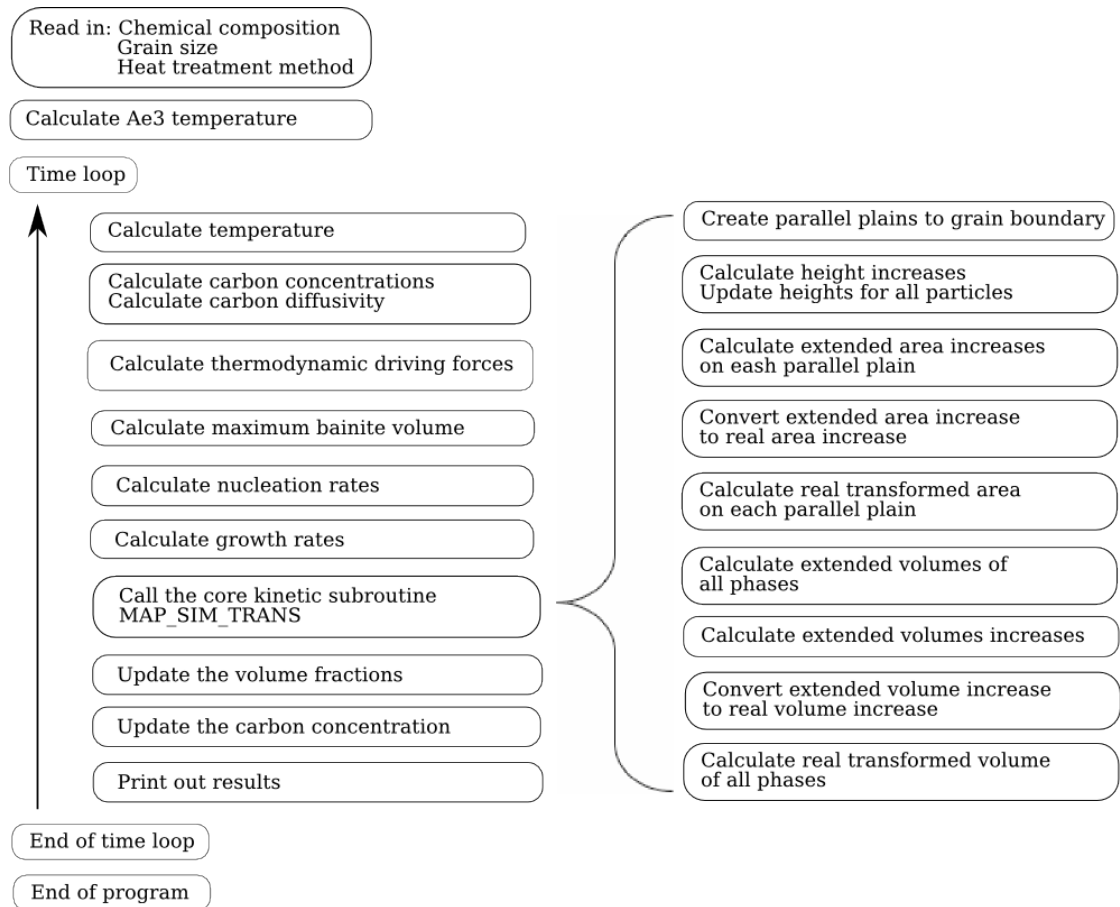 Read in: Chemical composition
Grain size
Heat treatment method
Calculate Ae3 temperature
Time loop
Calculate temperature
Calculate carbon concentrations
Calculate carbon diffusivity
Calculate thermodynamic driving forces
Calculate maximum bainite volume
Calculate nucleation rates
Calculate growth rates
Call the core kinetic subroutine
MAP_SIM_TRANS
Update the volume fractions
Update the carbon concentration
Print out results
Create parallel plains to grain boundary
Calculate height increases
Update heights for all particles
Calculate extended area increases
on eash parallel plain
Convert extended area increase
to real area increase
Calculate real transformed area
on each parallel plain
Calculate extended volumes of
all phases
Calculate extended volumes increases
Convert extended volume increase
to real volume increase
Calculate real transformed volume
of all phases
End of time loop
End of program